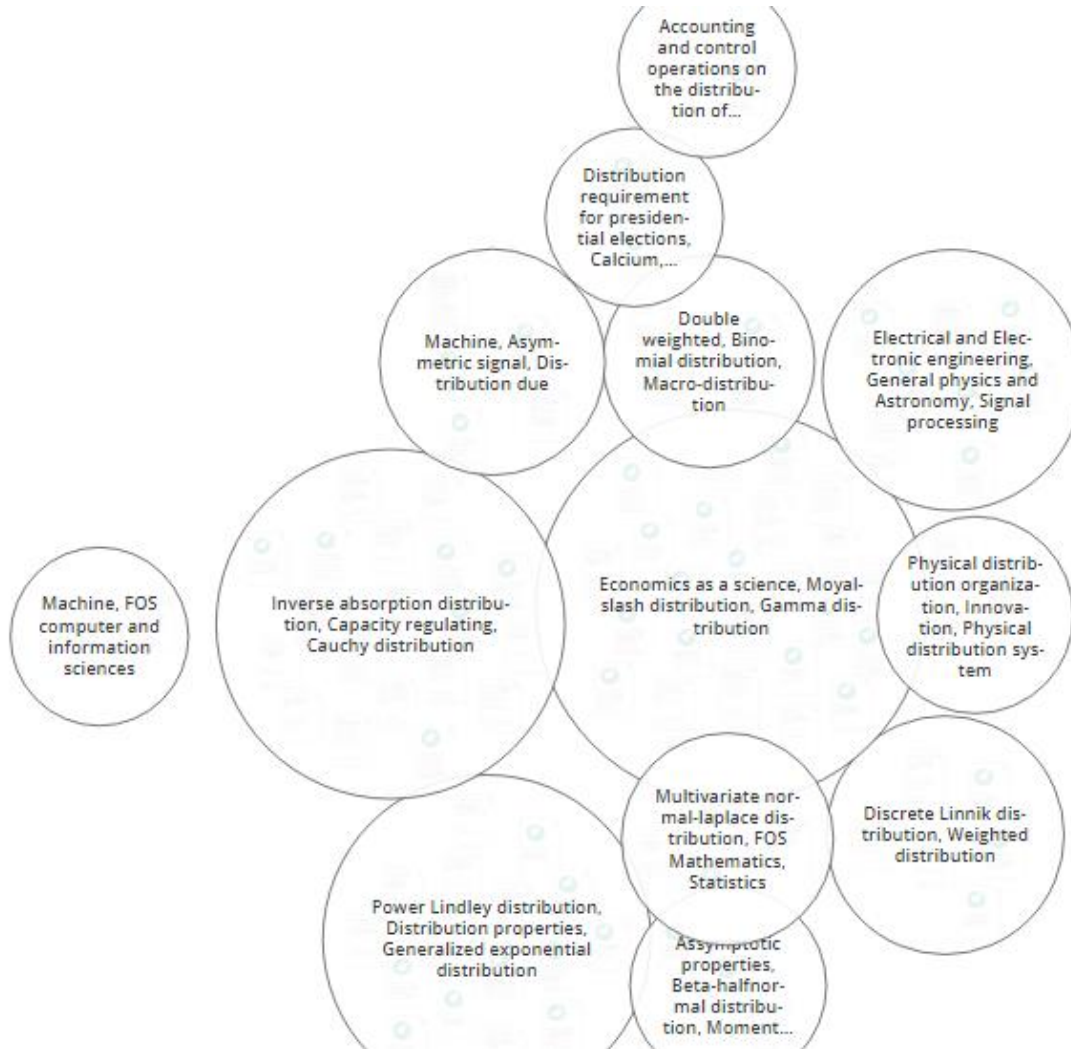 Accounting
and control
operations on
the distribu-
tion of...
Distribution
requirement
for presiden-
tial elections,
Calcium,...
Machine, Asym-
metric signal, Dis-
tribution due
Double
weighted, Bino-
mial distribution,
Macro-distribu-
tion
Electrical and Elec-
tronic engineering,
General physics and
Astronomy, Signal
processing
Machine, FOS
computer and
information
sciences
Inverse absorption distribu-
tion, Capacity regulating,
Cauchy distribution
Economics as a science, Moyal-
slash distribution, Gamma dis-
tribution
Physical distrib-
ution organiza-
tion, Innova-
tion, Physical
distribution sys-
tem
Multivariate nor-
mal-laplace dis-
tribution, FOS
Mathematics,
Statistics
Discrete Linnik dis-
tribution, Weighted
distribution
Power Lindley distribution,
Distribution properties,
Generalized exponential
distribution
Assymptotic
properties,
Beta-halfnor-
mal distribu-
tion, Moment...